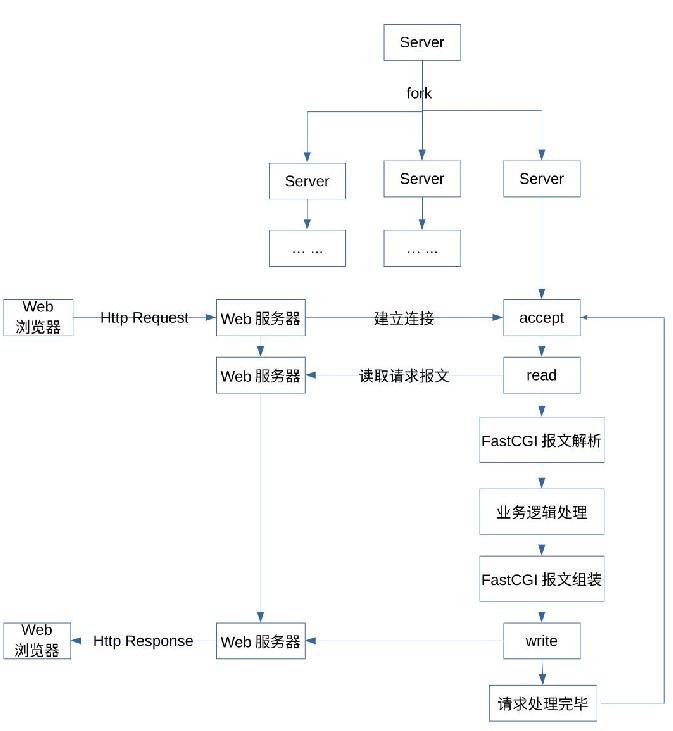 Server
fork
Server
Server
Server
... ...
... ...
Web
浏览器
Http Request
Web 服务器
建立连接
accept
Web 服务器
读取请求报文
read
FastCGI 报文解析
业务逻辑处理
FastCGI 报文组装
Web
浏览器
Http Response
Web 服务器
write
请求处理完毕